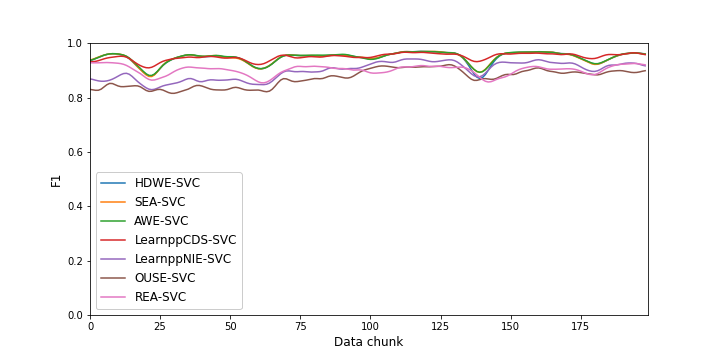 1.0
0.8
0.6
0.4
0.2
0.0
F1
HDWE-SVC
SEA-SVC
AWE-SVC
LearnppCDS-SVC
LearnppNIE-SVC
OUSE-SVC
REA-SVC
0 25 50 75 100 125 150 175
Data chunk